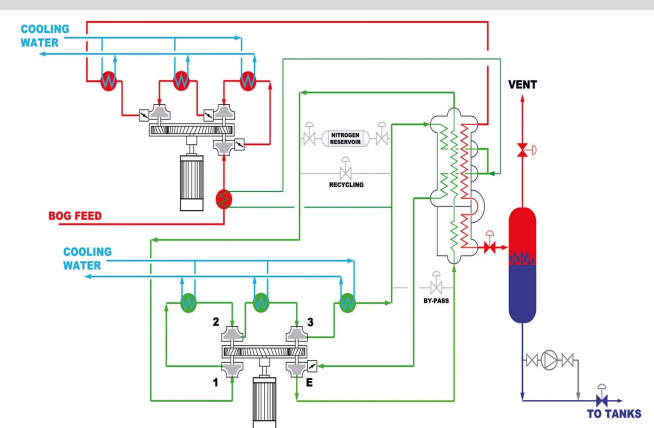 COOLING
WATER
VENT
NITROGEN
RESERVOIR
RECYCLING
BOG FEED
COOLING
WATER
BY-PASS
2
3
1
E
TO TANKS